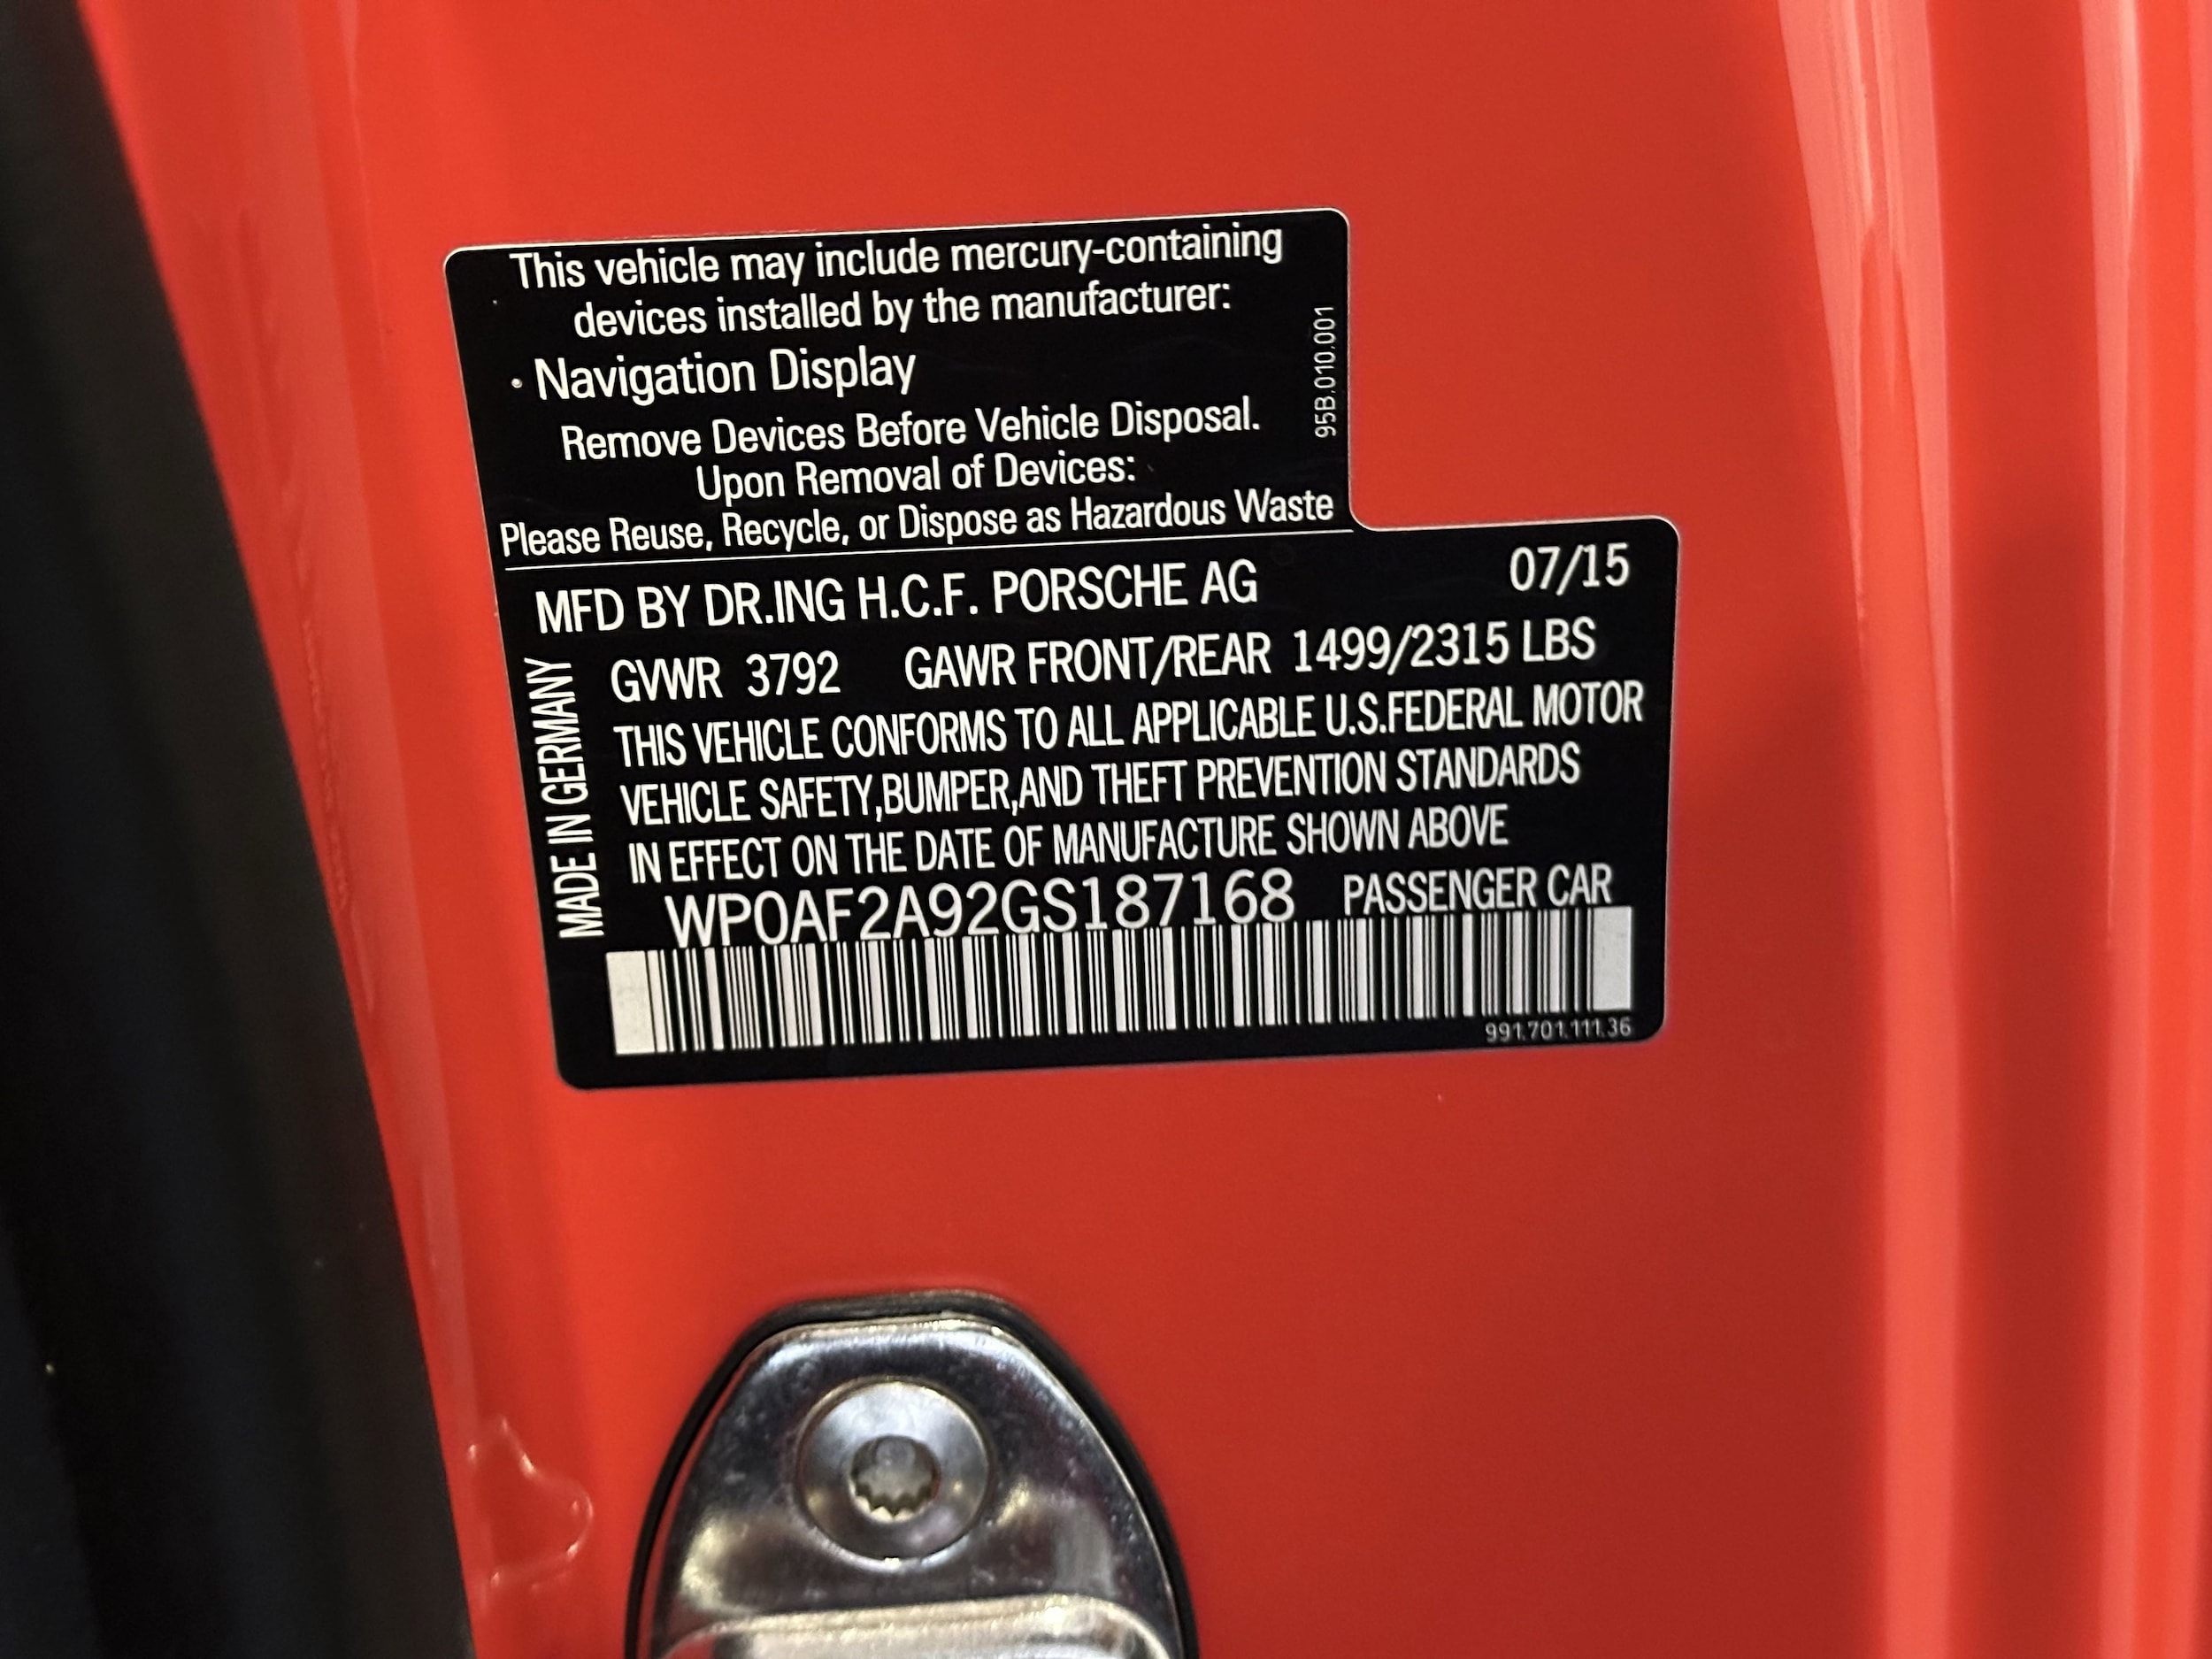 This vehicle may include mercury-containing
devices installed by the manufacturer:
· Navigation Display
Remove Devices Before Vehicle Disposal.
Upon Removal of Devices:
Please Reuse, Recycle, or Dispose as Hazardous Waste
95B.010.001
MFD BY DR.ING H.C.F. PORSCHE AG 07/15
GVWR 3792 GAWR FRONT/REAR 1499/2315 LBS
THIS VEHICLE CONFORMS TO ALL APPLICABLE U.S.FEDERAL MOTOR
VEHICLE SAFETY,BUMPER,AND THEFT PREVENTION STANDARDS
IN EFFECT ON THE DATE OF MANUFACTURE SHOWN ABOVE
WP0AF2A92GS187168 PASSENGER CAR
MADE IN GERMANY
991.701.111.36